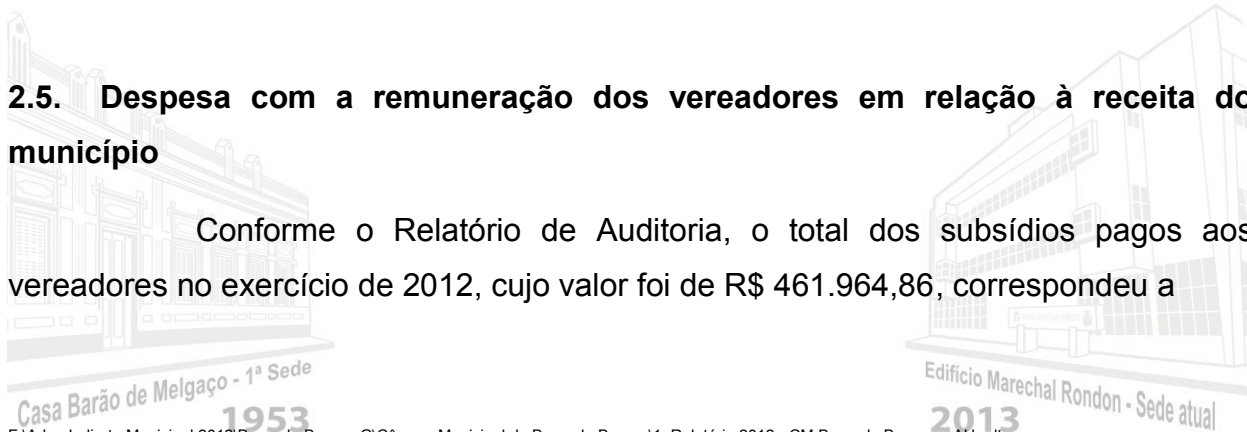 2.5. Despesa com a remuneração dos vereadores em relação à receita do
município
Conforme o Relatório de Auditoria, o total dos subsídios pagos aos
vereadores no exercício de 2012, cujo valor foi de R$ 461.964,86, correspondeu a
Casa Barão de Melgaço - 1ª Sede
1953
Edifício Marechal Rondon - Sede atual
2013